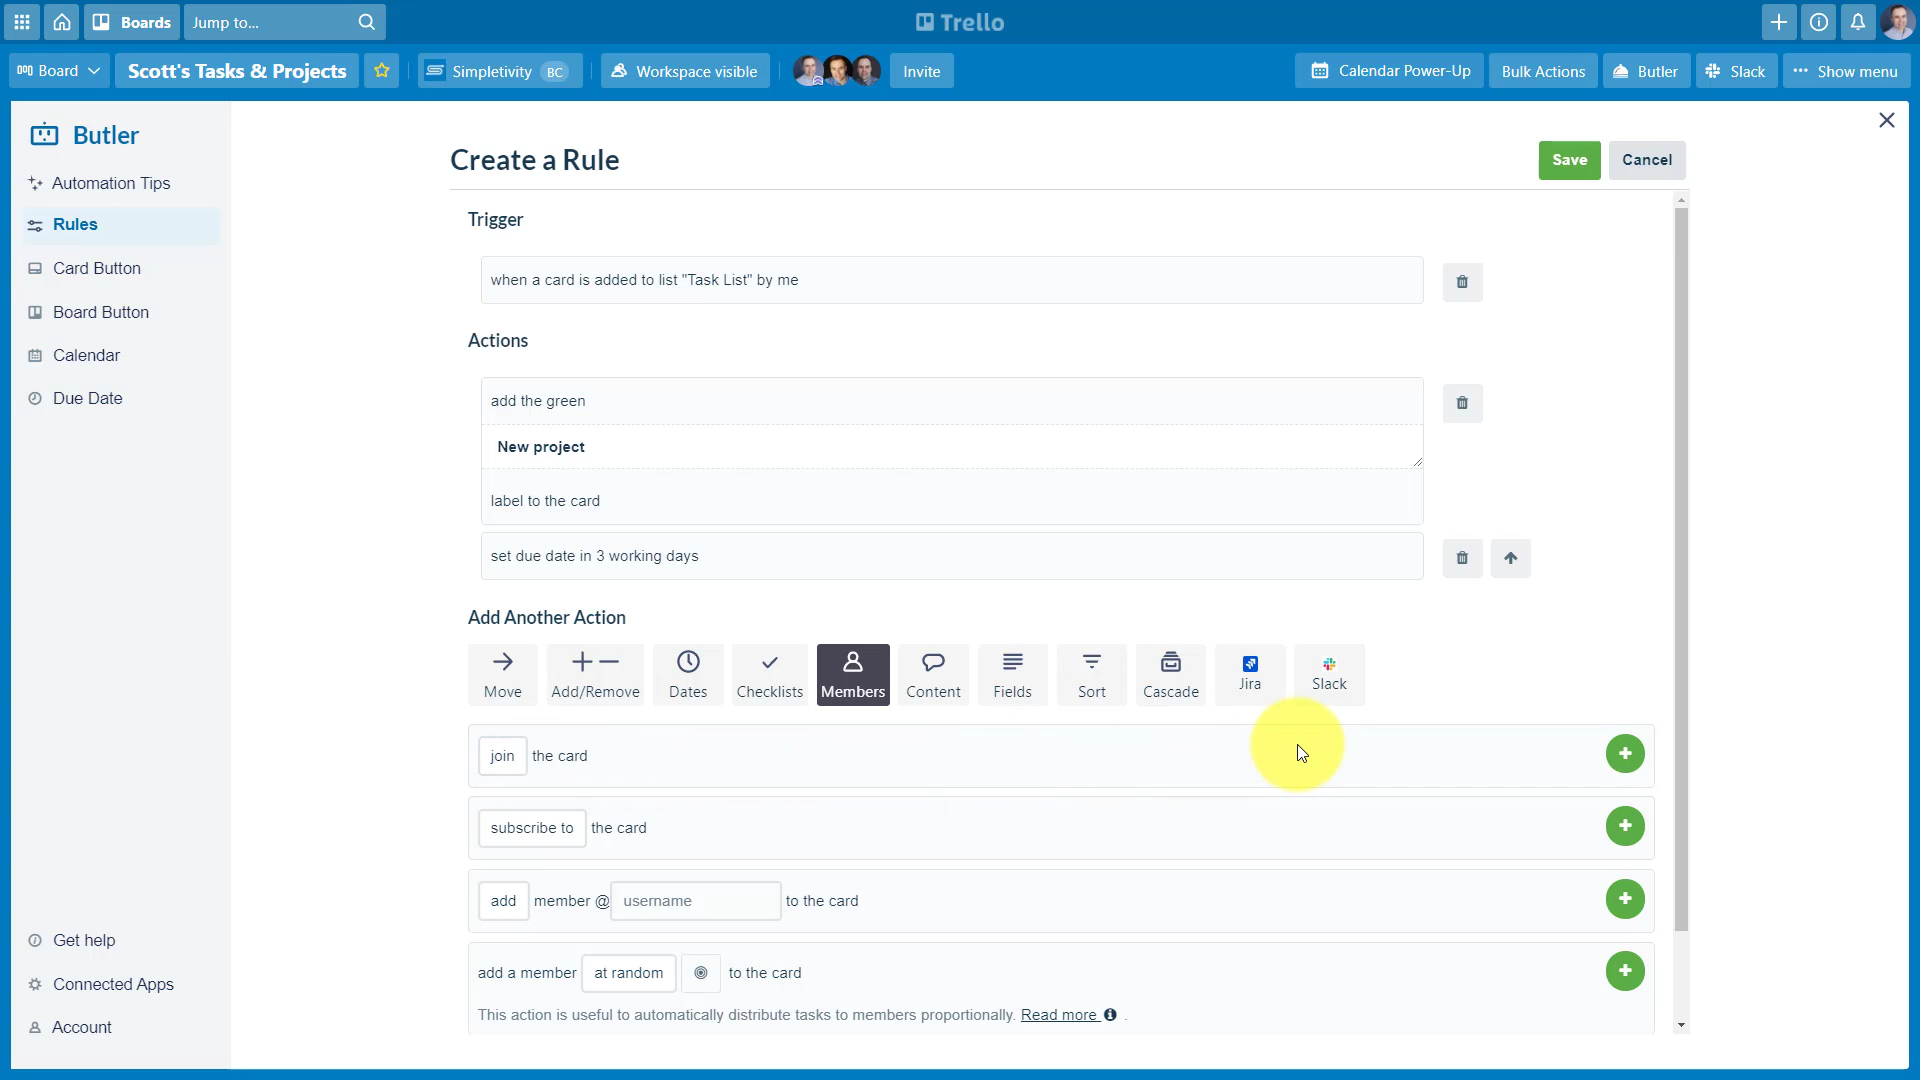 Boards
Jump to...
Trello
Board
Scott's Tasks & Projects
Simpletivity BC
Workspace visible
Invite
Calendar Power-Up
Bulk Actions
Butler
Slack
Show menu
Butler
Automation Tips
Rules
Card Button
Board Button
Calendar
Due Date
Get help
Connected Apps
Account
Create a Rule
Save
Cancel
Trigger
when a card is added to list "Task List" by me
Actions
add the green
New project
label to the card
set due date in 3 working days
Add Another Action
Move
Add/Remove
Dates
Checklists
Members
Content
Fields
Sort
Cascade
Jira
Slack
join the card
subscribe to the card
add member @ username to the card
add a member at random to the card
This action is useful to automatically distribute tasks to members proportionally. Read more .